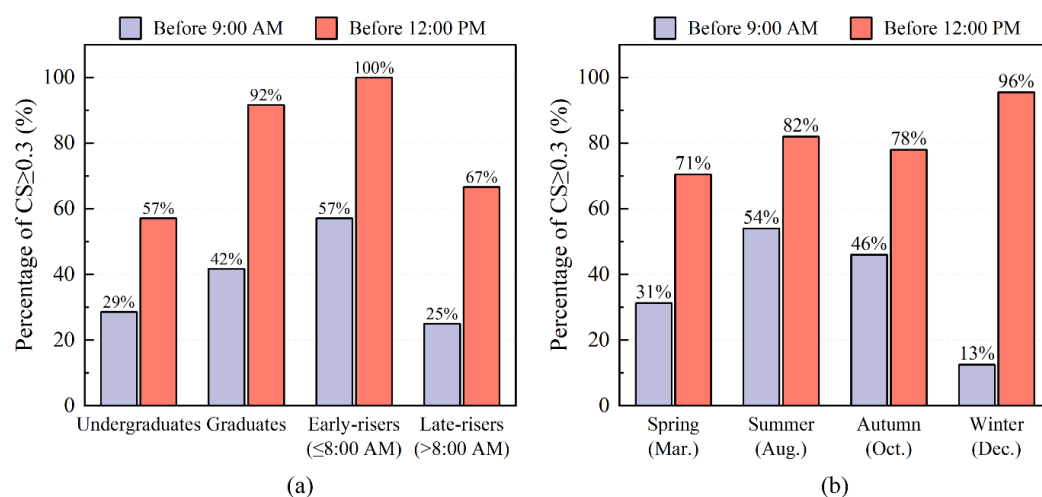 Before 9:00 AM Before 12:00 PM
Percentage of CS≥0.3 (%)
100
80
60
40
20
0
29%
57%
42%
92%
57%
100%
25%
67%
Undergraduates Graduates Early-risers Late-risers
(≤8:00 AM) (>8:00 AM)
(a)
Before 9:00 AM Before 12:00 PM
Percentage of CS≥0.3 (%)
100
80
60
40
20
0
31%
71%
54%
82%
46%
78%
13%
96%
Spring Summer Autumn Winter
(Mar.) (Aug.) (Oct.) (Dec.)
(b)